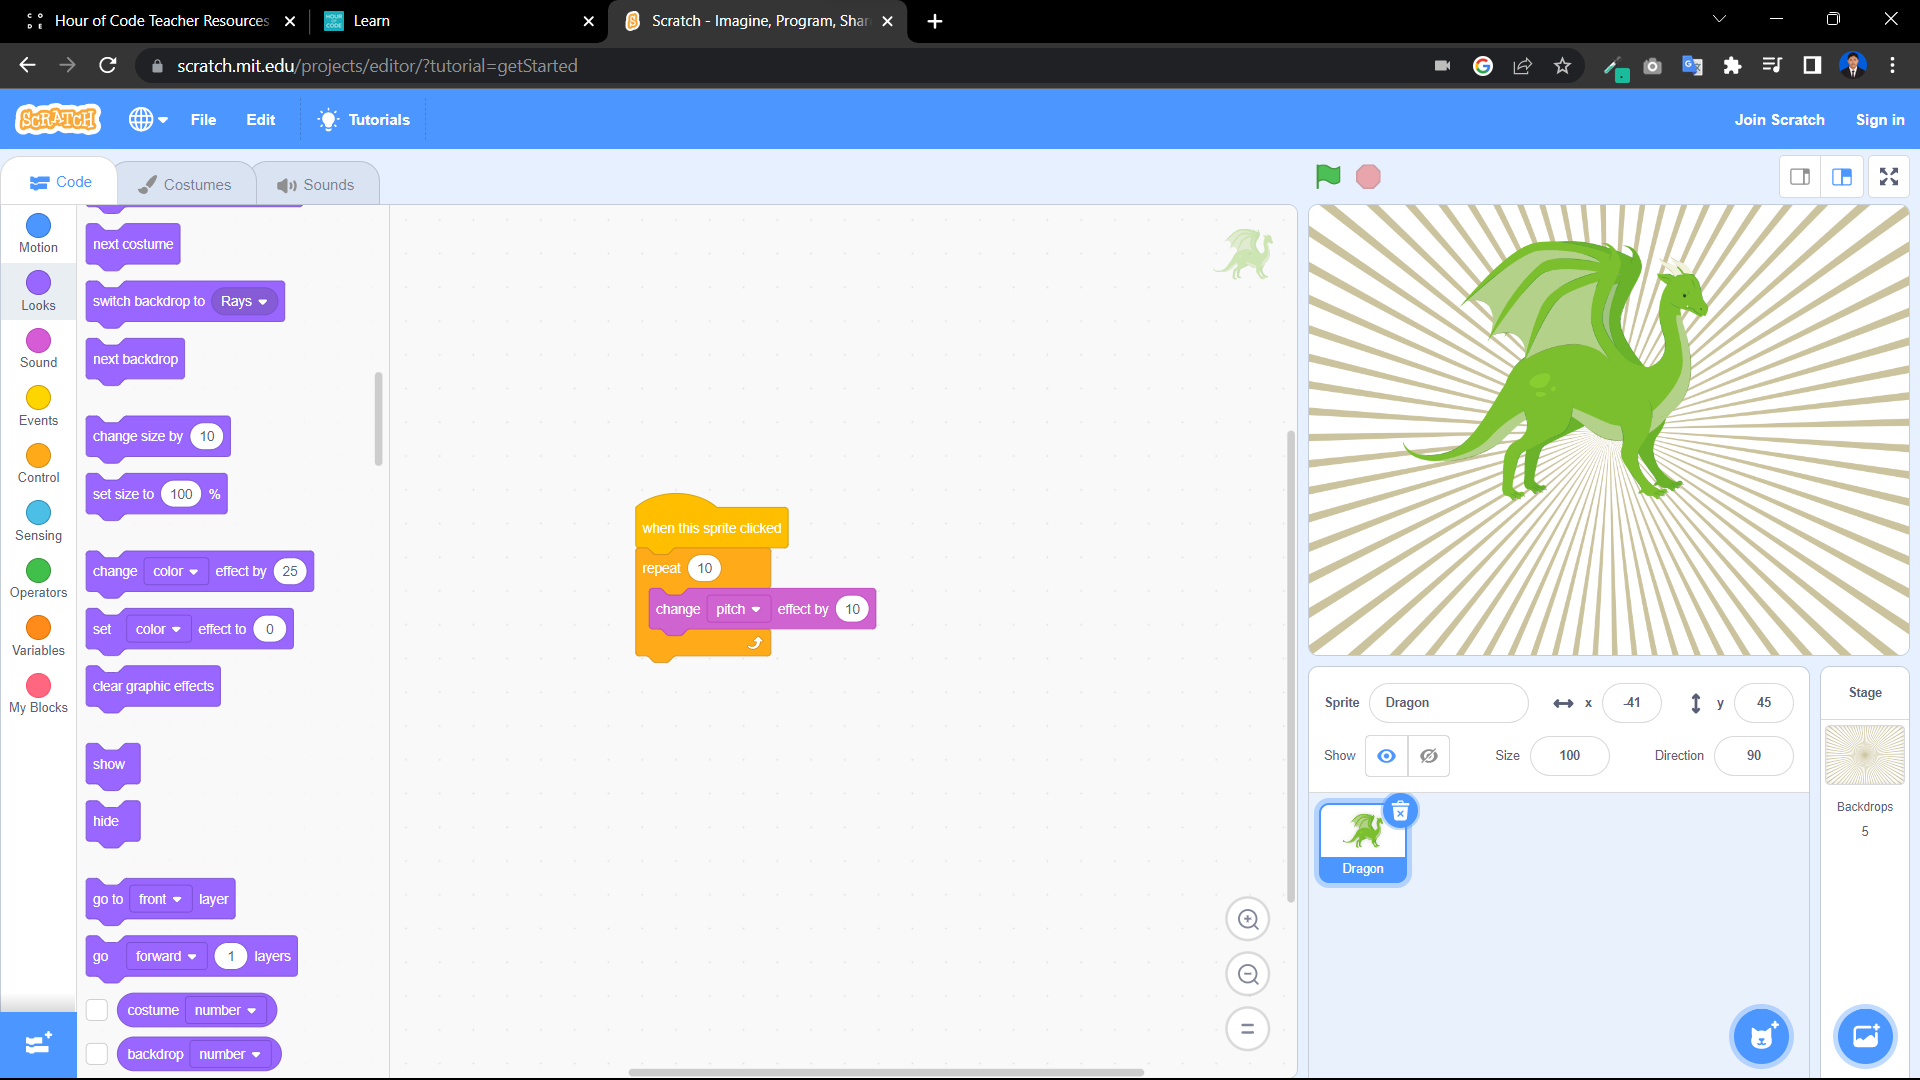 Hour of Code Teacher Resources
Learn
Scratch - Imagine, Program, Shar
scratch.mit.edu/projects/editor/?tutorial=getStarted
SCRATCH
File
Edit
Tutorials
Join Scratch
Sign in
Code
Costumes
Sounds
Motion
Looks
Sound
Events
Control
Sensing
Operators
Variables
My Blocks
next costume
switch backdrop to Rays
next backdrop
change size by 10
set size to 100 %
change color effect by 25
set color effect to 0
clear graphic effects
show
hide
go to front layer
go forward 1 layers
costume number
backdrop number
when this sprite clicked
repeat 10
change pitch effect by 10
Sprite Dragon x -41 y 45
Show Size 100 Direction 90
Dragon
Stage
Backdrops
5